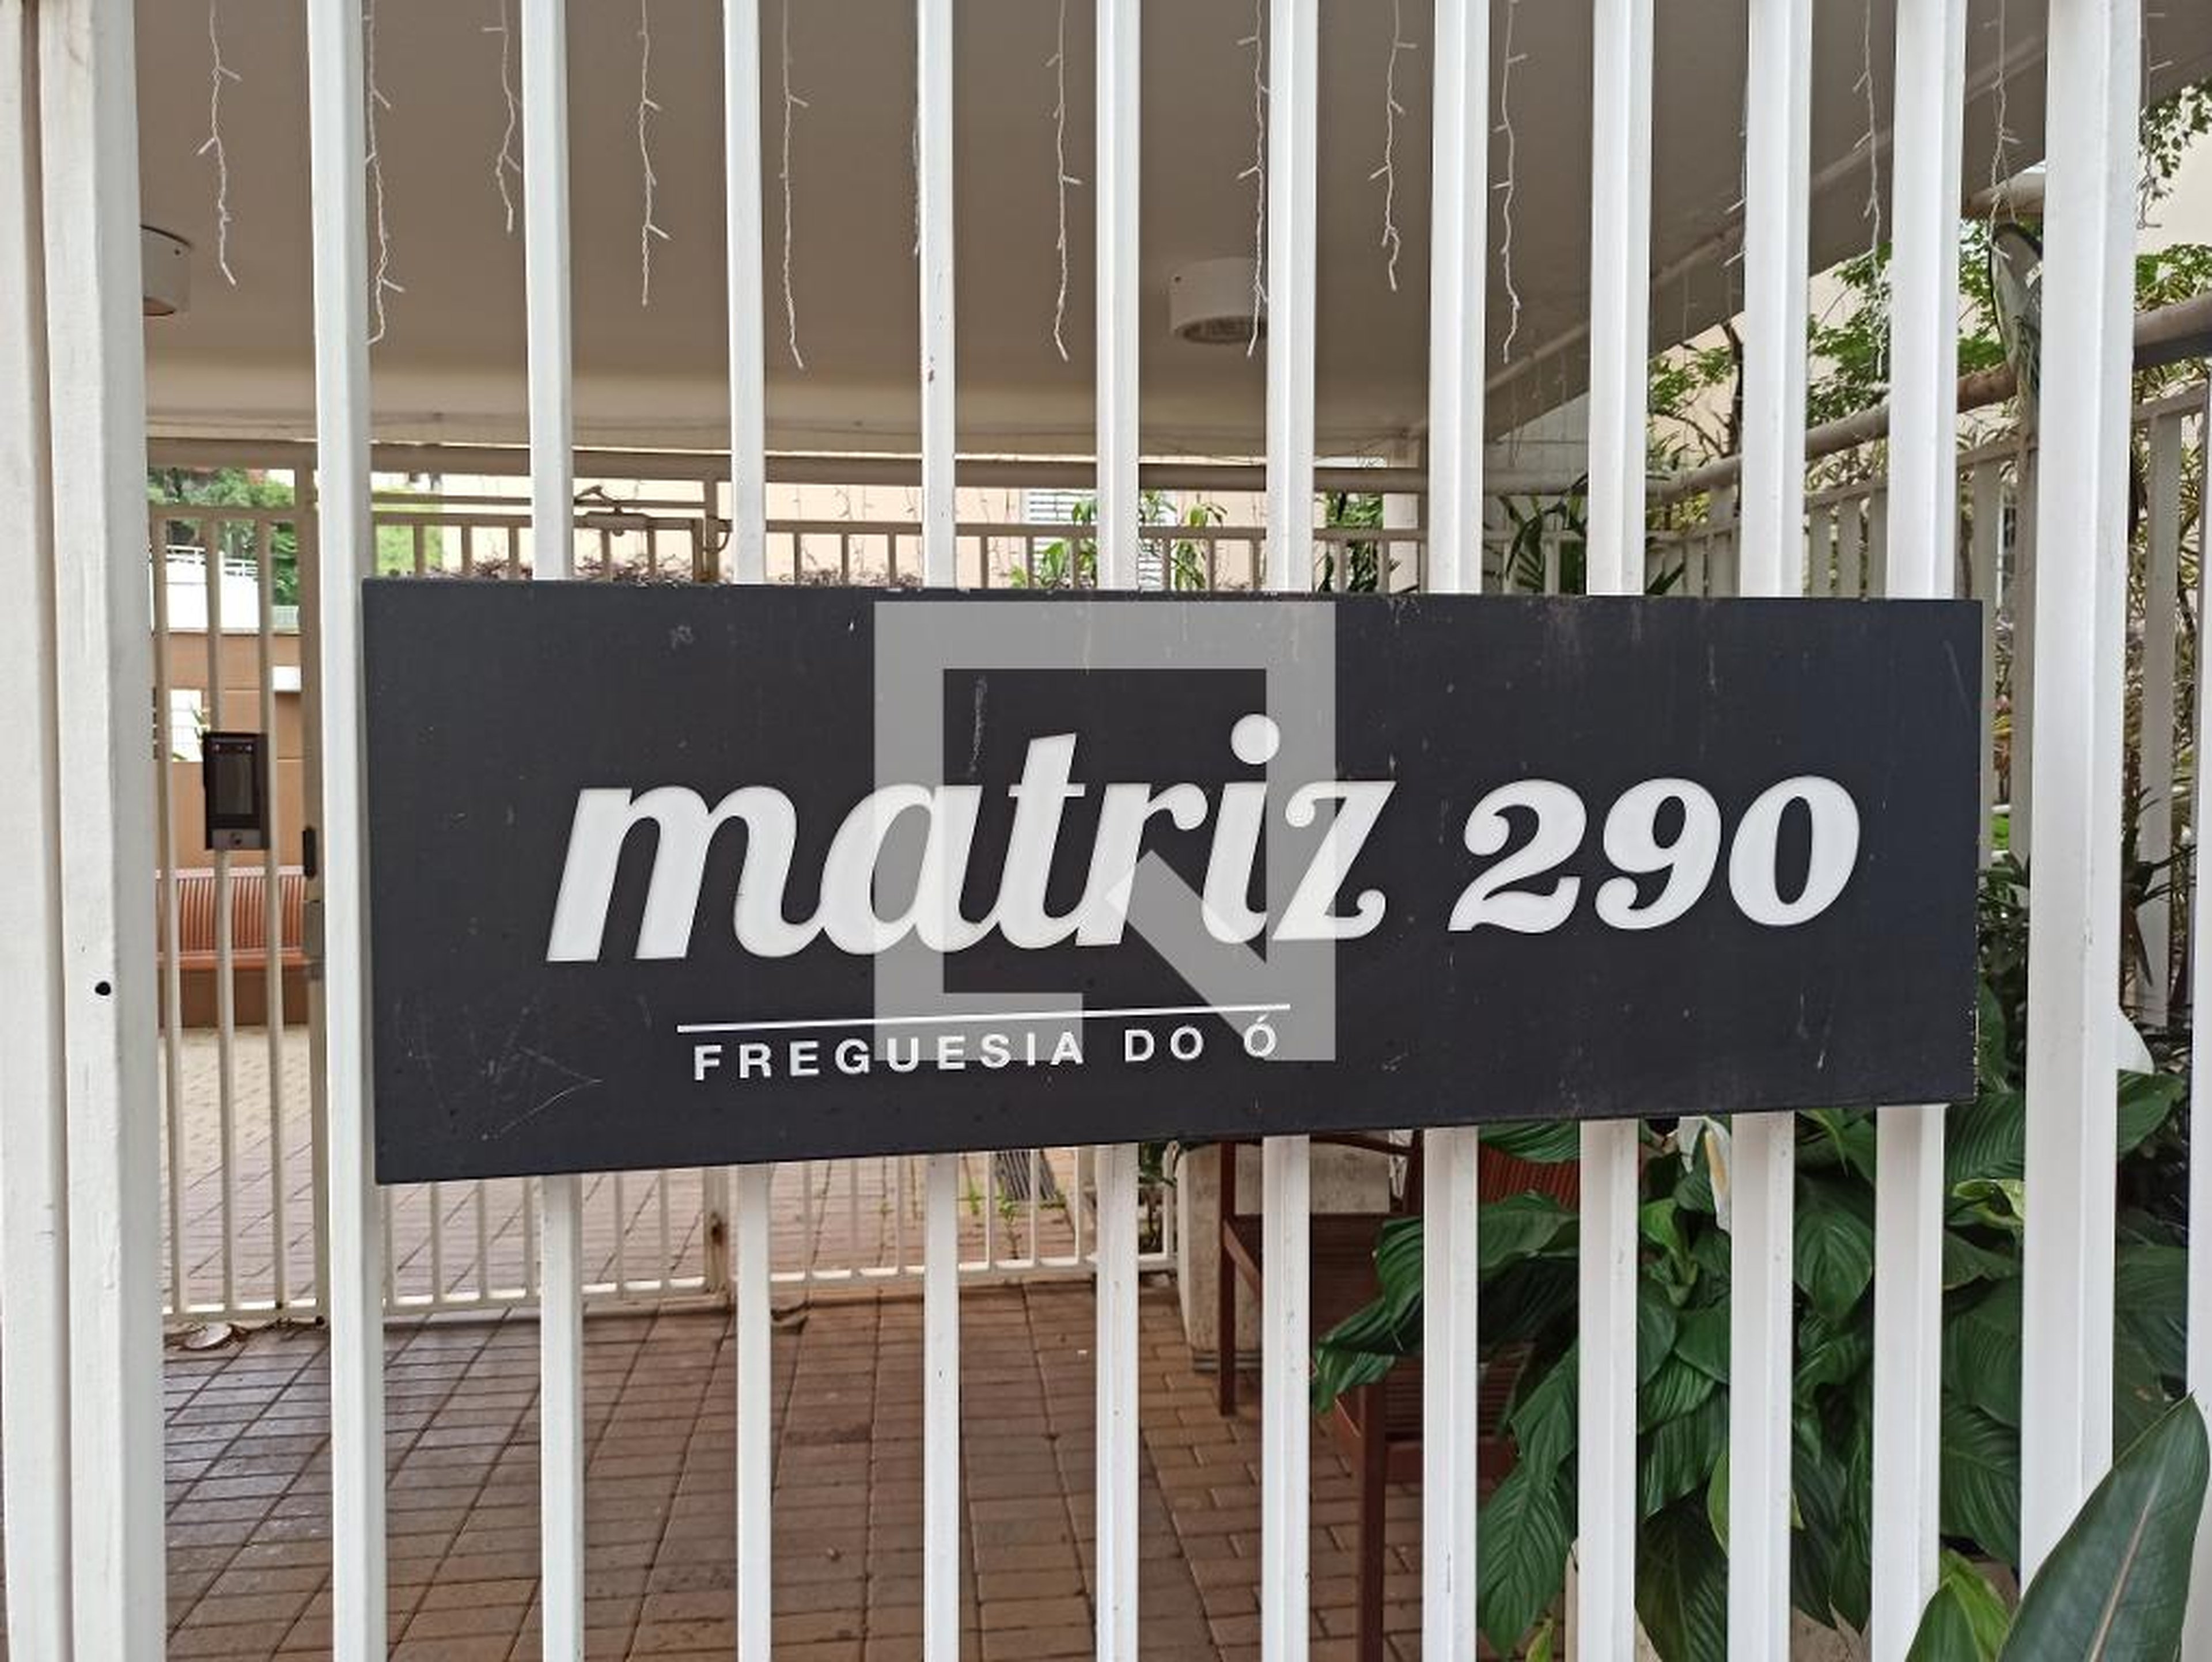 matriz 290
FREGUESIA DO Ó